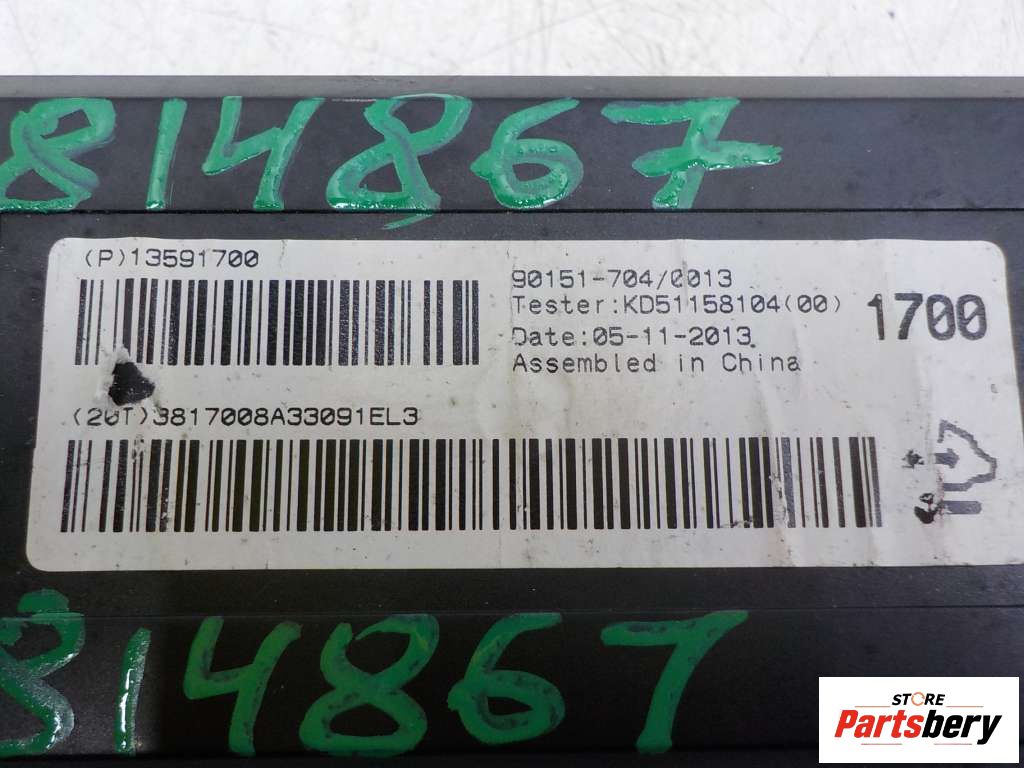 814867
(P)13591700
90151-704/0013
Tester:KD51158104(00)
Date:05-11-2013
Assembled in China
1700
(20T)3817008A33091EL3
814867
STORE
Partsbery